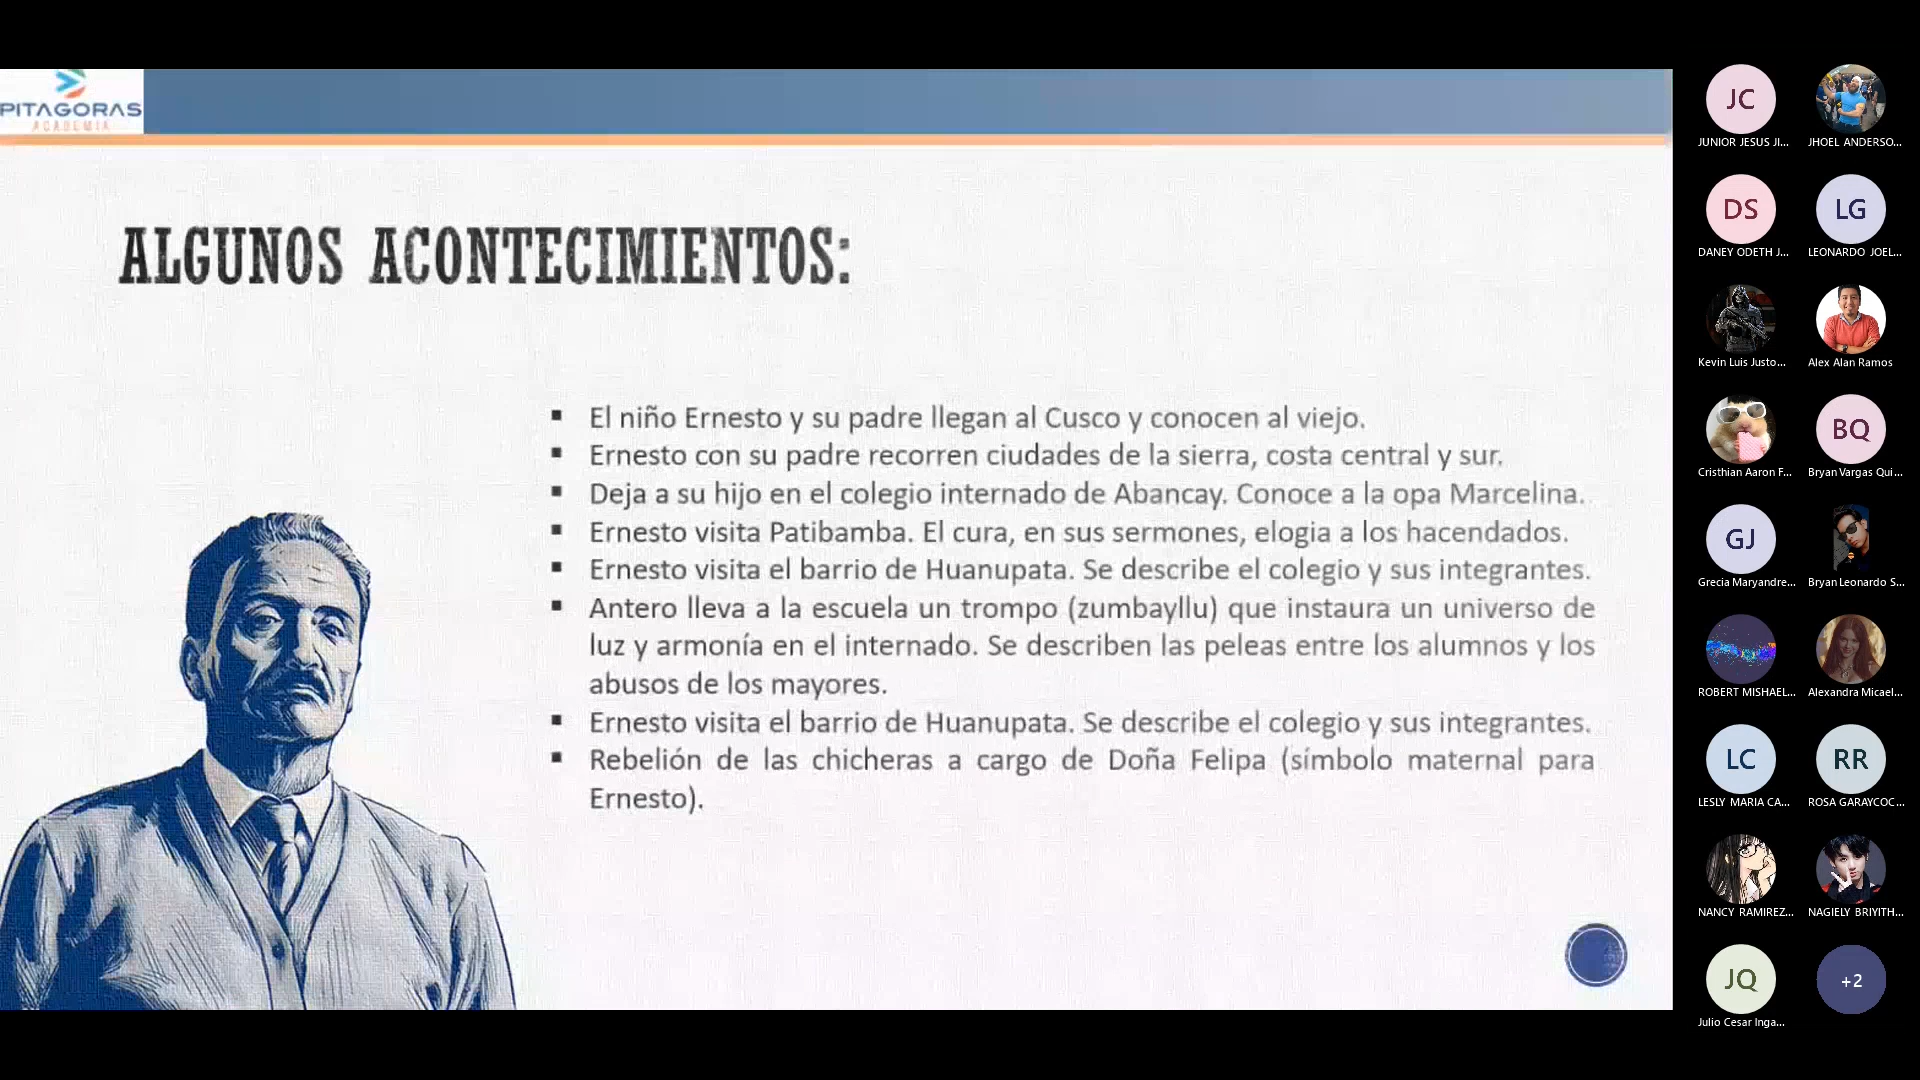 PITAGORAS
ACADEMIA
ALGUNOS ACONTECIMIENTOS:
▪ El niño Ernesto y su padre llegan al Cusco y conocen al viejo.
▪ Ernesto con su padre recorren ciudades de la sierra, costa central y sur.
▪ Deja a su hijo en el colegio internado de Abancay. Conoce a la opa Marcelina.
▪ Ernesto visita Patibamba. El cura, en sus sermones, elogia a los hacendados.
▪ Ernesto visita el barrio de Huanupata. Se describe el colegio y sus integrantes.
▪ Antero lleva a la escuela un trompo (zumbayllu) que instaura un universo de
luz y armonía en el internado. Se describen las peleas entre los alumnos y los
abusos de los mayores.
▪ Ernesto visita el barrio de Huanupata. Se describe el colegio y sus integrantes.
▪ Rebelión de las chicheras a cargo de Doña Felipa (símbolo maternal para
Ernesto).
JC
JUNIOR JESUS JI...
JHOEL ANDERSO...
DS
DANEY ODETH J...
LG
LEONARDO JOEL...
Kevin Luis Justo...
Alex Alan Ramos
Cristhian Aaron F...
BQ
Bryan Vargas Qui...
GJ
Grecia Maryandre...
Bryan Leonardo S...
ROBERT MISHAEL...
Alexandra Micael...
LC
LESLY MARIA CA...
RR
ROSA GARAYCOC...
NANCY RAMIREZ...
NAGIELY BRIYITH...
JQ
Julio Cesar Inga...
+2